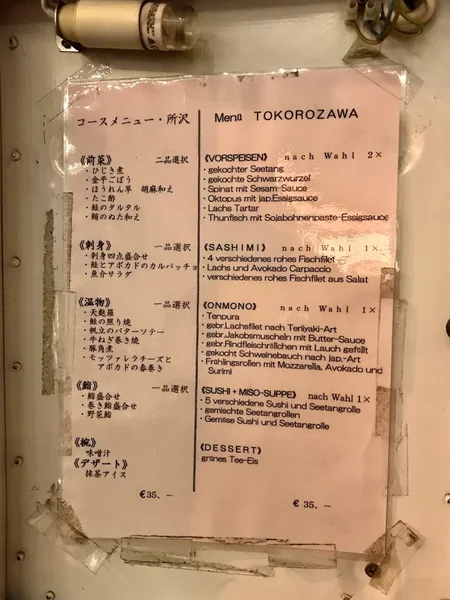 コースメニュー・所沢
《前菜》 二品選択
・ひじき煮
・金平ごぼう
・ほうれん草 胡麻和え
・たこ酢
・鮭のタルタル
・鮪のぬた和え
《刺身》 一品選択
・刺身四点盛合せ
・鮭とアボカドのカルパッチョ
・魚介サラダ
《温物》 一品選択
・天麩羅
・鮭の照り焼
・帆立のバターソテー
・牛ねぎ巻き焼
・豚角煮
・モッツァレラチーズと
アボカドの春巻き
《鮨》 一品選択
・鮨盛合せ
・巻き鮨盛合せ
・野菜鮨
《椀》
味噌汁
《デザート》
抹茶アイス
€35、–
Menü TOKOROZAWA
《VORSPEISEN》 nach Wahl 2×
・gekochter Seetang
・gekochte Schwarzwurzel
・Spinat mit Sesam-Sauce
・Oktopus mit jap.Essigsauce
・Lachs Tartar
・Thunfisch mit Sojabohnenpaste-Essigsauce
《SASHIMI》 nach Wahl 1×
・4 verschiedenes rohes Fischfilet
・Lachs und Avokado Carpaccio
・verschiedenes rohes Fischfilet aus Salat
《ONMONO》 nach Wahl 1×
・Tenpura
・gebr.Lachsfilet nach Teriiyaki-Art
・gebr.Jakobsmuscheln mit Butter-Sauce
・gebr.Rindfleischröllchen mit Lauch gefüllt
・gekocht Schweinebauch nach jap.-Art
・Frühlingsrollen mit Mozzarella, Avokado und
Surimi
《SUSHI + MISO-SUPPE》 nach Wahl 1×
・5 verschiedene Sushi und Seetangrolle
・gemischte Seetangrollen
・Gemüse Sushi und Seetangrolle
《DESSERT》
grünes Tee-Eis
€ 35、–